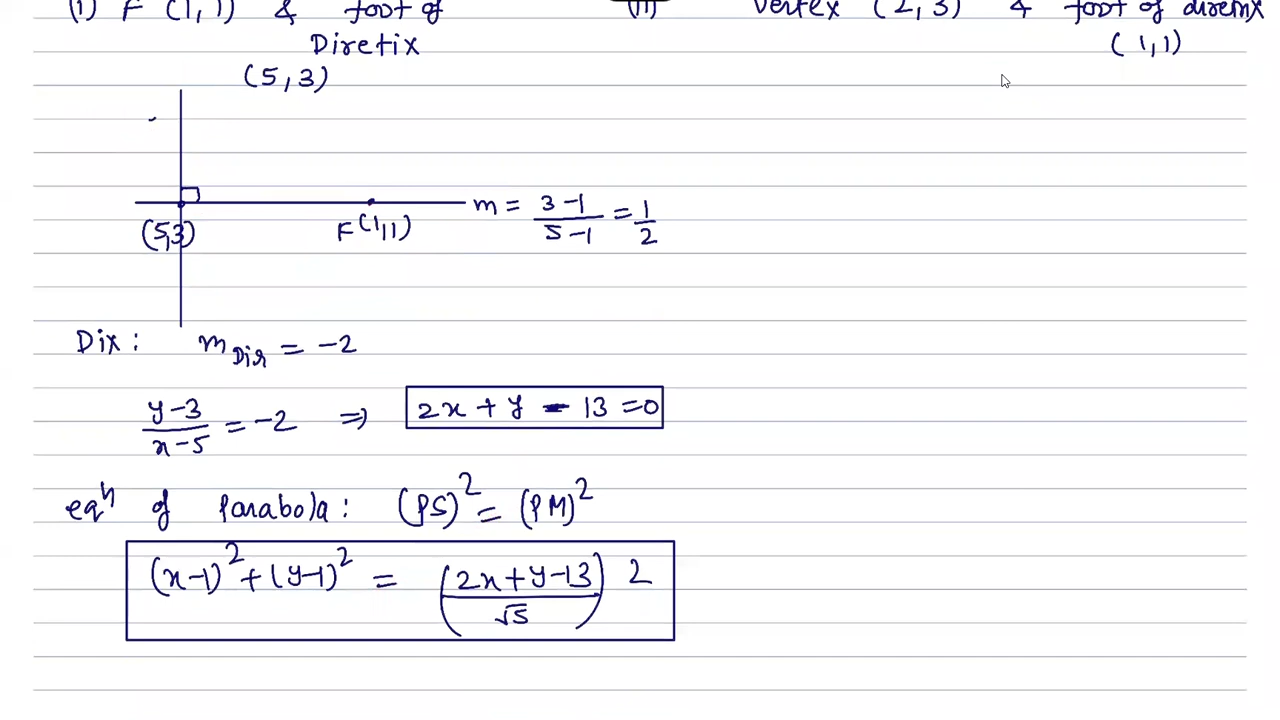 (i) F (1,1) & foot of
Diretix
(5,3)
(ii) Vertex (2,3) & foot of
(1,1)
(5,3)
F(1,1)
m = 3-1 / 5-1 = 1/2
Dix : m Dir = -2
y-3 / x-5 = -2 ⇒ 2x + y - 13 = 0
eqⁿ of Parabola : (PS)² = (PM)²
(x-1)² + (y-1)² = (2x+y-13 / √5) 2